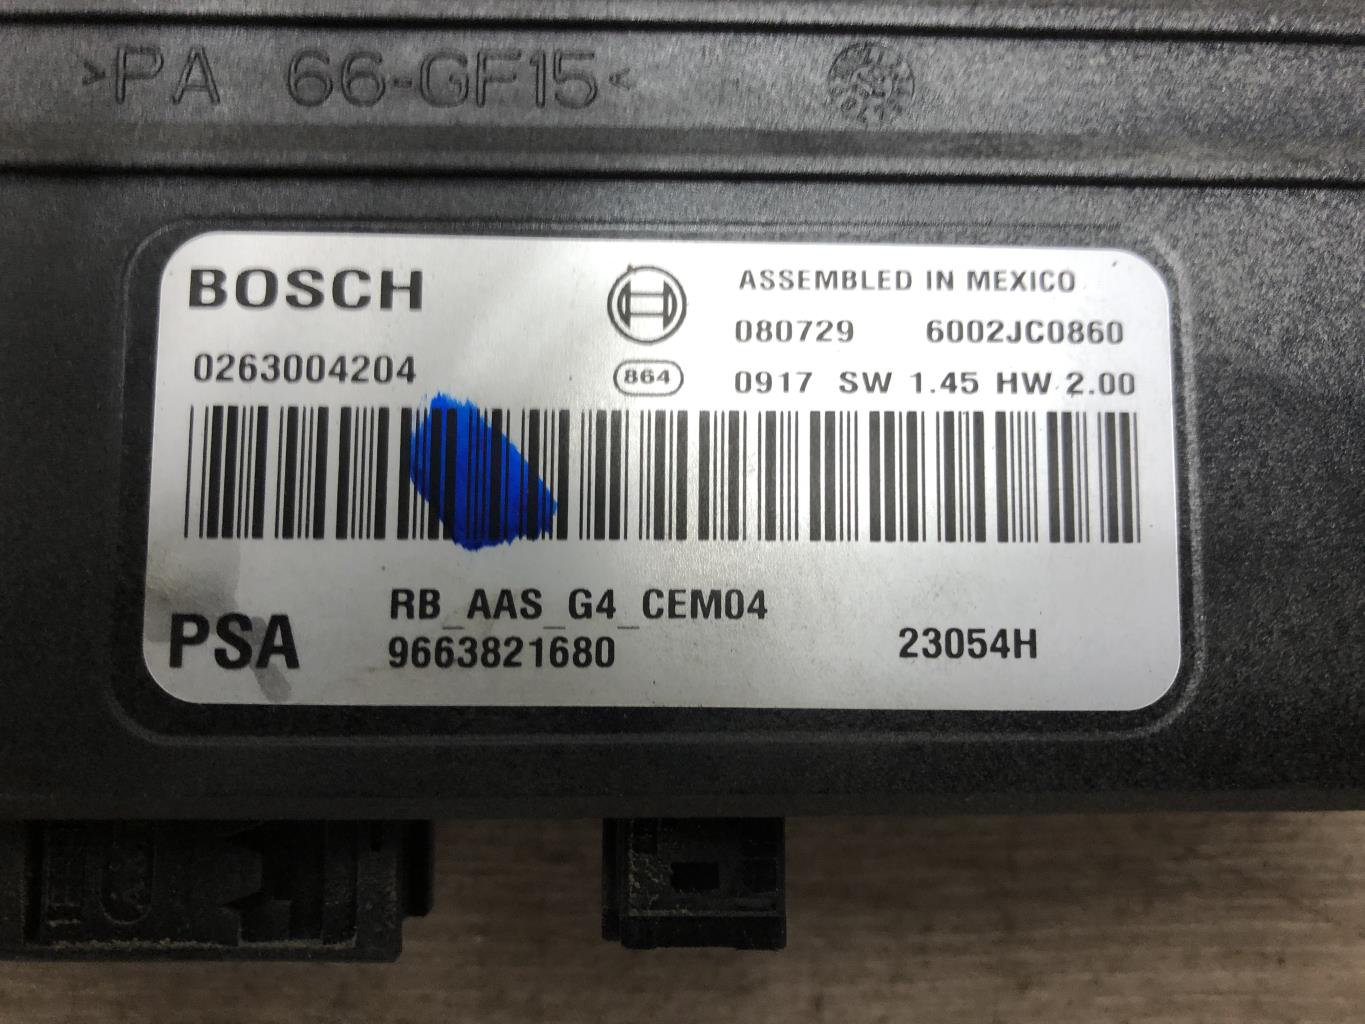 >PA 66-GF15<
BOSCH
ASSEMBLED IN MEXICO
080729 6002JC0860
0263004204
864
0917 SW 1.45 HW 2.00
RB_AAS_G4_CEM04
PSA
9663821680
23054H